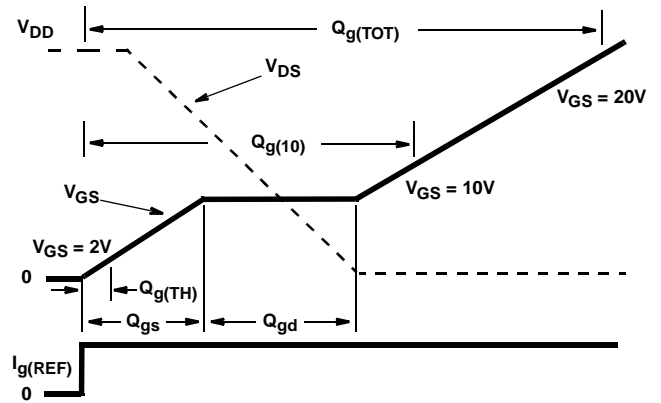 V_DD
Q_g(TOT)
V_DS
V_GS = 20V
Q_g(10)
V_GS
V_GS = 10V
V_GS = 2V
0
Q_g(TH)
Q_gs
Q_gd
I_g(REF)
0